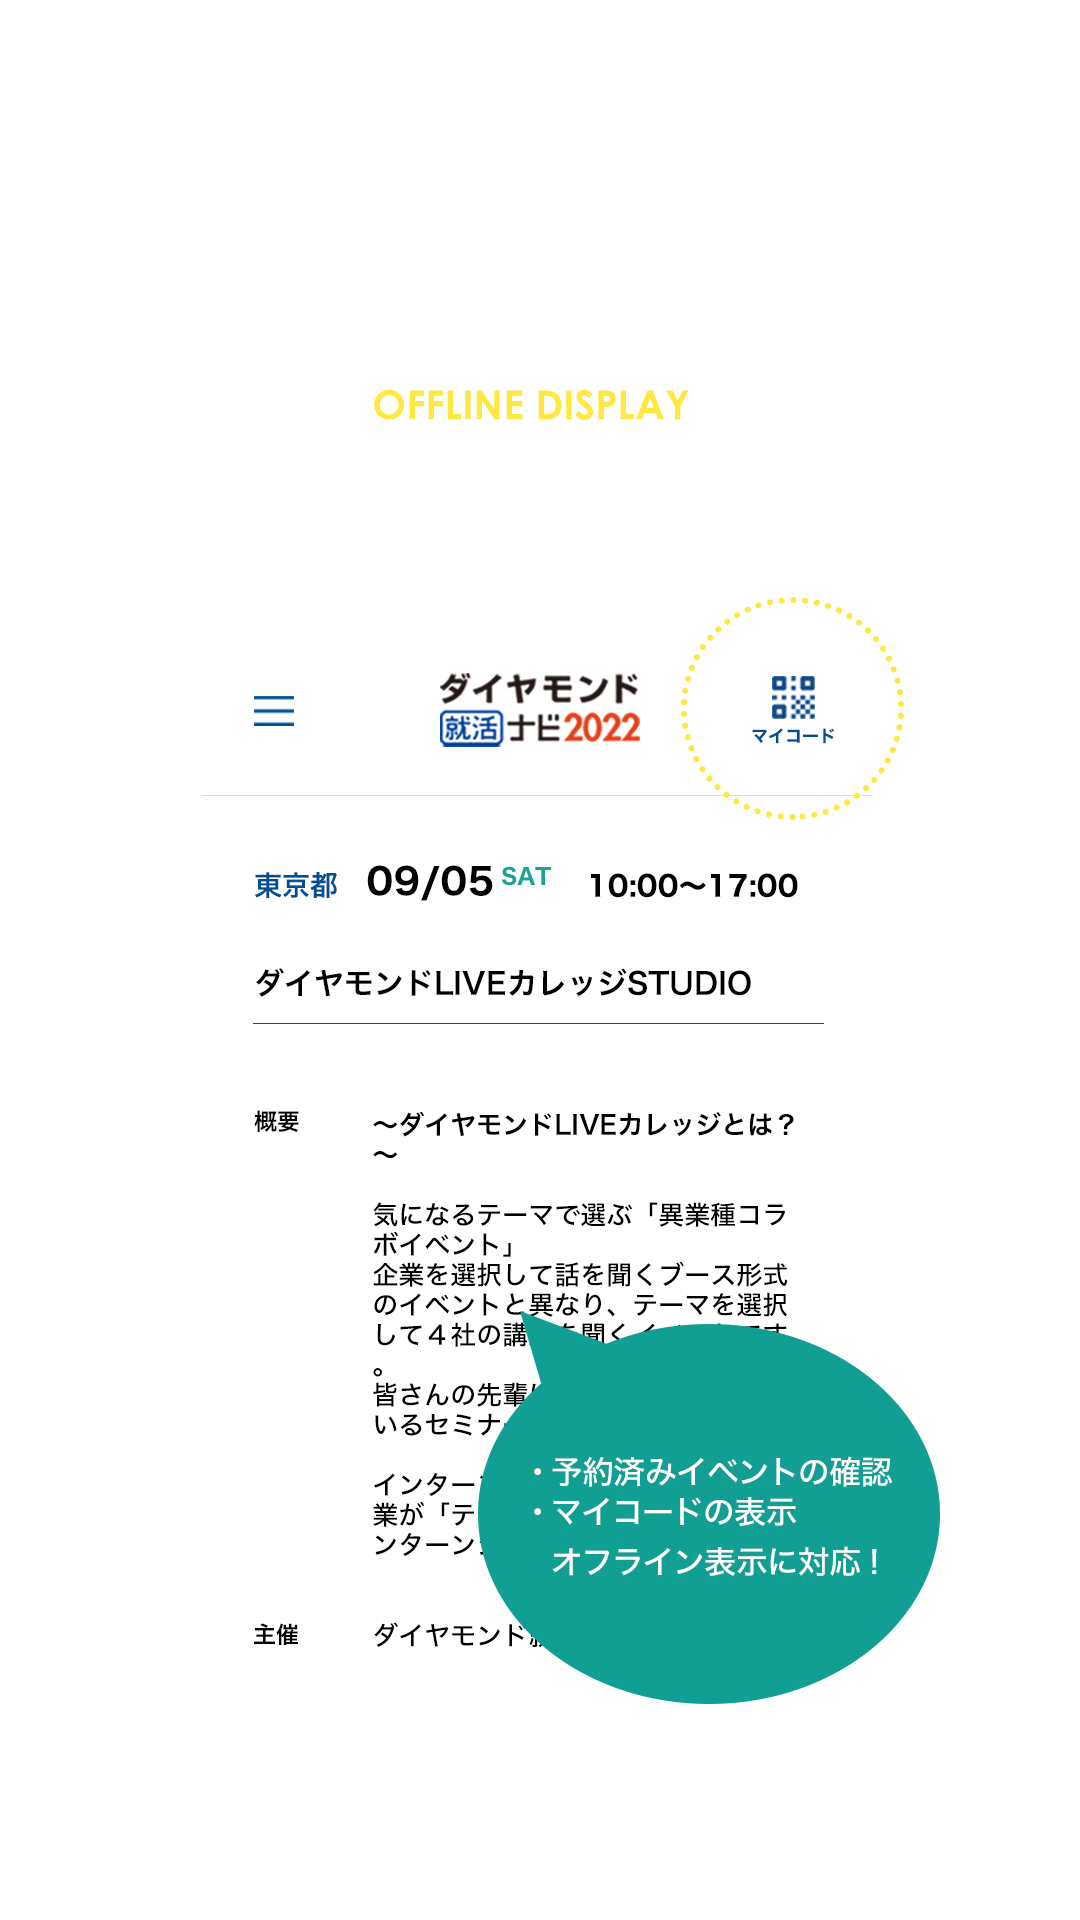 OFFLINE DISPLAY
ダイヤモンド
就活ナビ2022
マイコード
東京都 09/05 SAT 10:00〜17:00
ダイヤモンドLIVEカレッジSTUDIO
概要
〜ダイヤモンドLIVEカレッジとは？
〜
気になるテーマで選ぶ「異業種コラ
ボイベント」
企業を選択して話を聞くブース形式
のイベントと異なり、テーマを選択
して４社の講
聞く
。
皆さんの先輩
いるセミナ
インター
業が「テ
ンターン
・予約済みイベントの確認
・マイコードの表示
オフライン表示に対応！
主催
ダイヤモンド